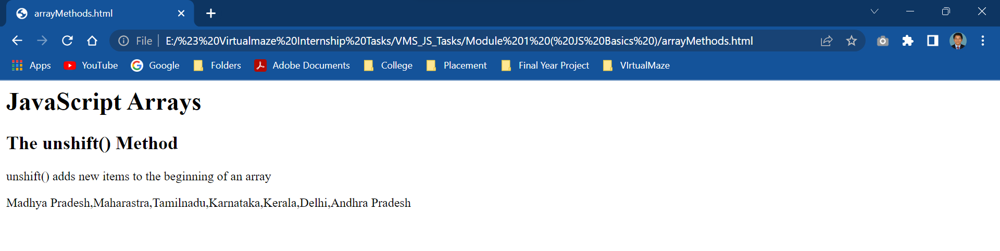 arrayMethods.html
File E:/%23%20Virtualmaze%20Internship%20Tasks/VMS_JS_Tasks/Module%201%20(%20JS%20Basics%20)/arrayMethods.html
Apps YouTube Google Folders Adobe Documents College Placement Final Year Project VIrtualMaze
JavaScript Arrays
The unshift() Method
unshift() adds new items to the beginning of an array
Madhya Pradesh,Maharastra,Tamilnadu,Karnataka,Kerala,Delhi,Andhra Pradesh